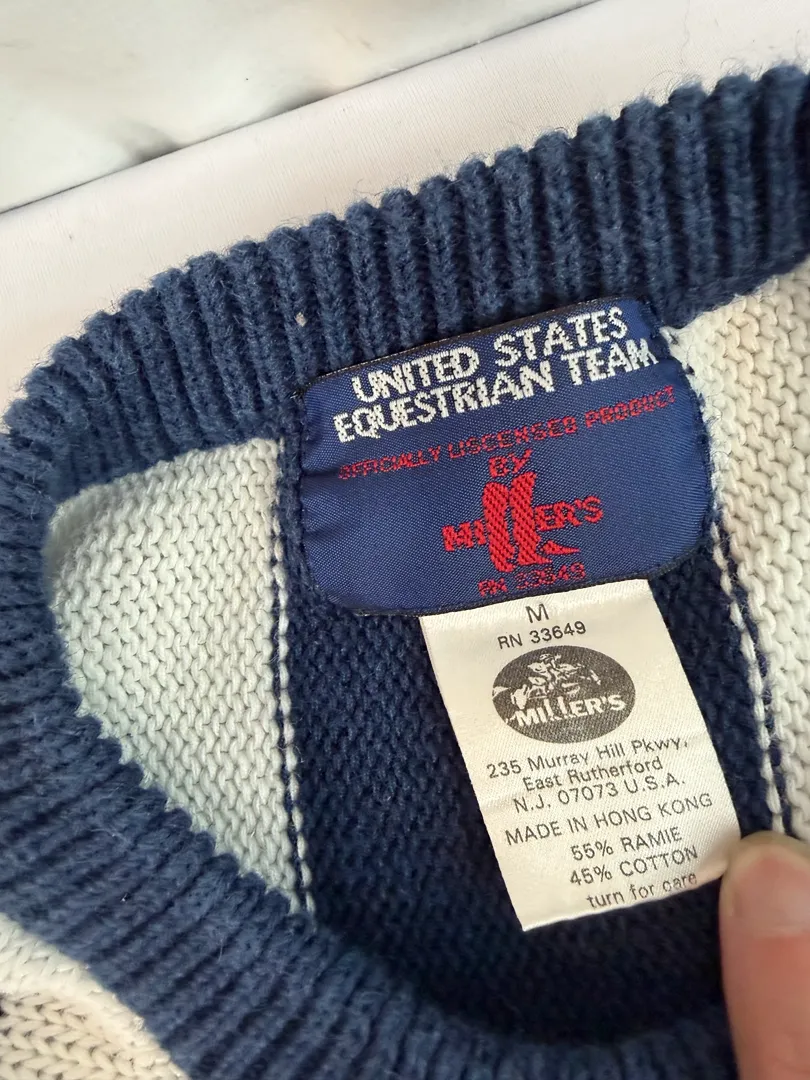 UNITED STATES
EQUESTRIAN TEAM
OFFICIALLY LISCENSED PRODUCT
BY
MILLER'S
RN 33649
M
RN 33649
MILLER'S
235 Murray Hill Pkwy,
East Rutherford
N.J. 07073 U.S.A.
MADE IN HONG KONG
55% RAMIE
45% COTTON
turn for care